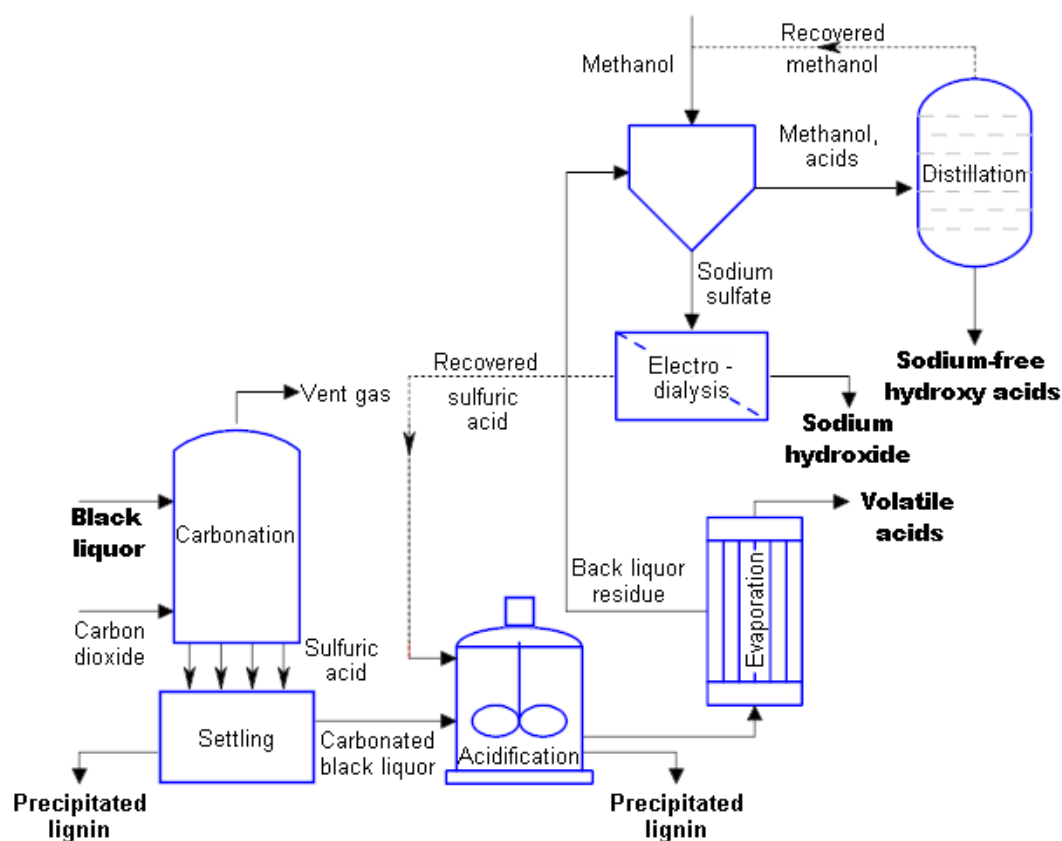 Recovered
methanol
Methanol
Methanol,
acids
Distillation
Sodium
sulfate
Electro -
dialysis
Recovered
sulfuric
acid
Sodium-free
hydroxy acids
Sodium
hydroxide
Vent gas
Black
liquor
Carbonation
Carbon
dioxide
Sulfuric
acid
Settling
Carbonated
black liquor
Precipitated
lignin
Acidification
Precipitated
lignin
Back liquor
residue
Evaporation
Volatile
acids